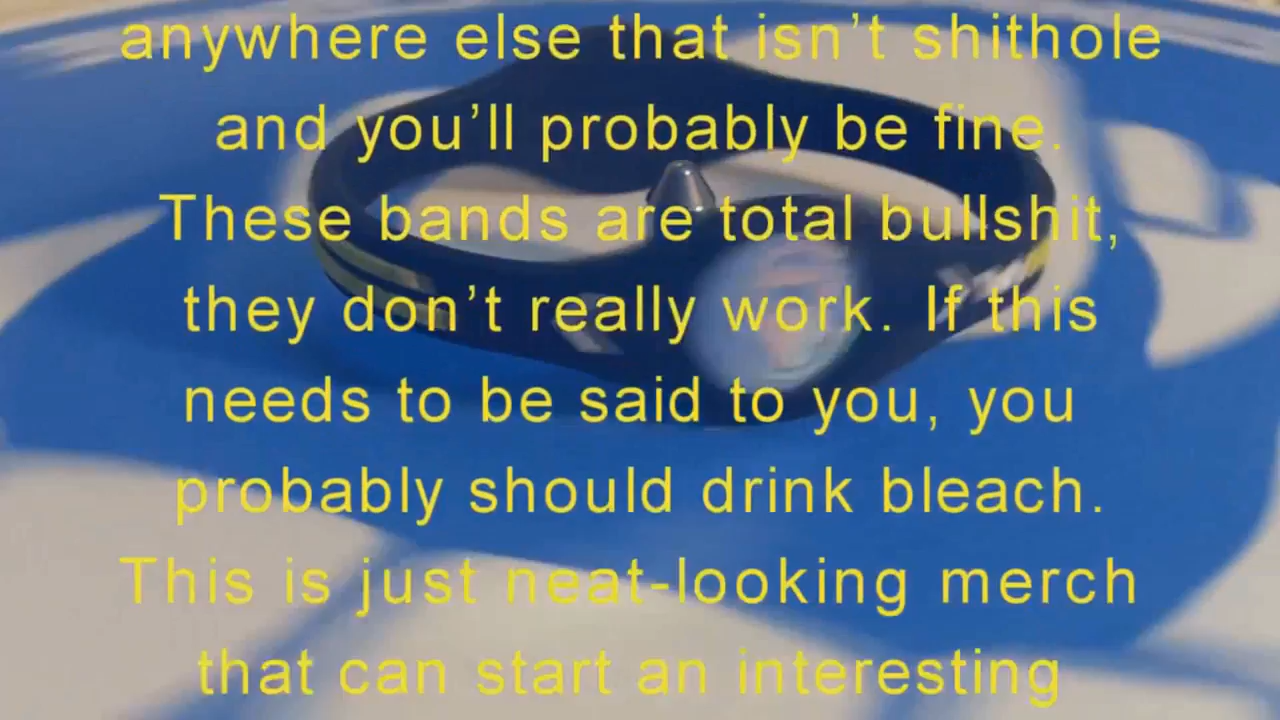 anywhere else that isn’t shithole
and you’ll probably be fine.
These bands are total bullshit,
they don’t really work. If this
needs to be said to you, you
probably should drink bleach.
This is just neat-looking merch
that can start an interesting